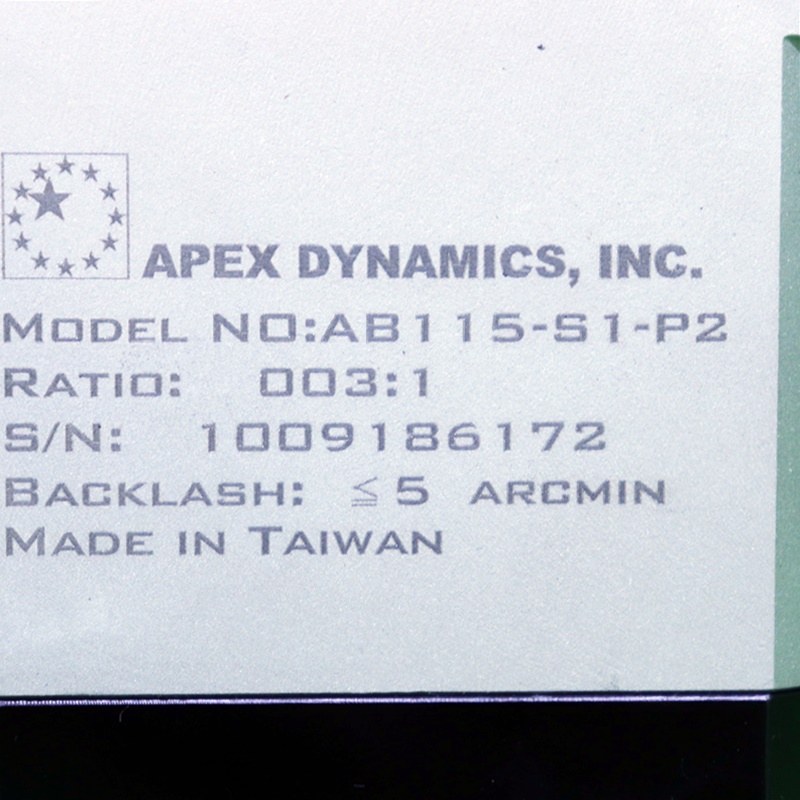 APEX DYNAMICS, INC.
MODEL NO:AB115-S1-P2
RATIO: 003:1
S/N: 1009186172
BACKLASH: ≦5 ARCMIN
MADE IN TAIWAN